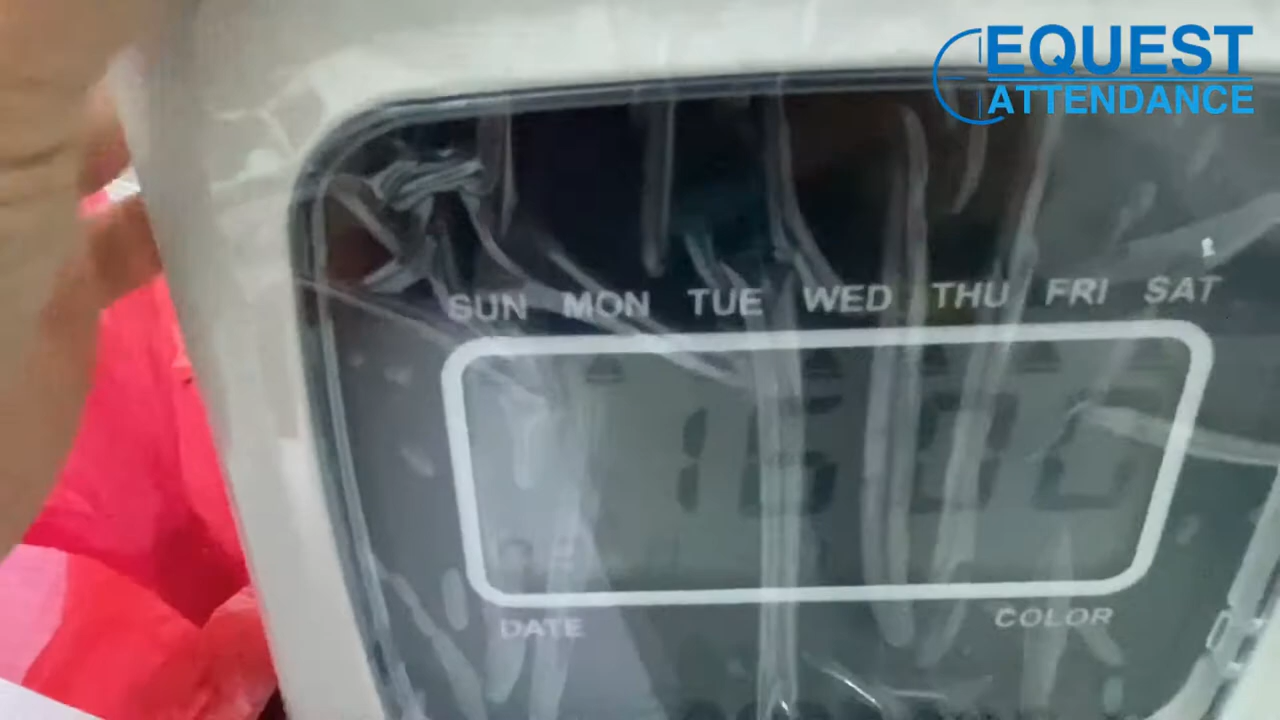 EQUEST
ATTENDANCE
SUN MON TUE WED THU FRI SAT
DATE COLOR